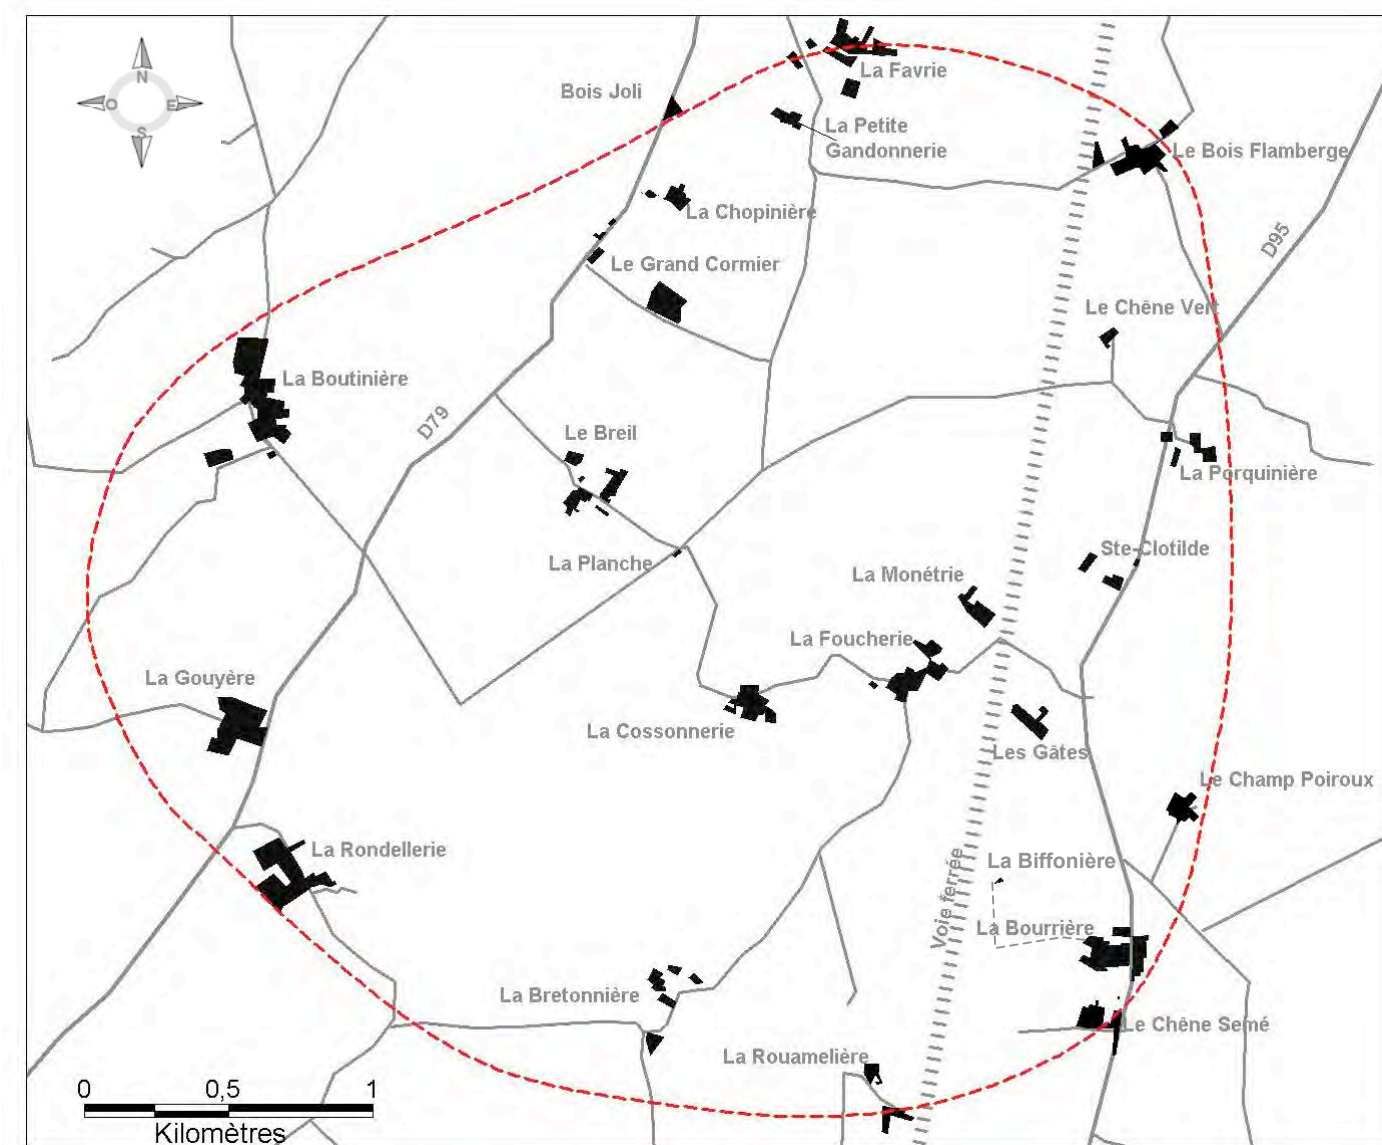 N
O
E
S
Bois Joli
La Favrie
La Petite
Gandonnerie
Le Bois Flamberge
La Chopinière
Le Grand Cormier
D95
Le Chêne Vert
La Boutinière
D79
Le Breil
La Porquinière
La Planche
Ste-Clotilde
La Monétrie
La Foucherie
La Gouyère
La Cossonnerie
Les Gâtes
Le Champ Poiroux
La Rondellerie
Voie ferrée
La Biffonière
La Bourrière
La Bretonnière
Le Chêne Semé
La Rouamelière
0 0,5 1
Kilomètres